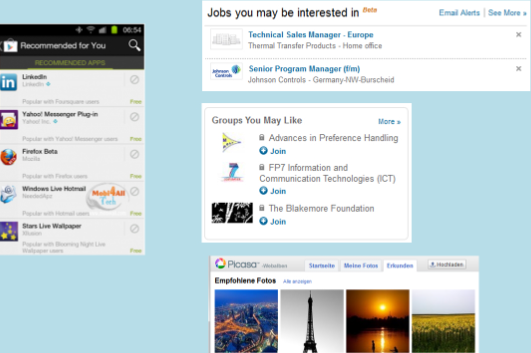 06:54
Recommended for You
RECOMMENDED APPS
LinkedIn
LinkedIn
Popular with Foursquare users Free
Yahoo! Messenger Plug-in
Yahoo! Inc.
Popular with Yahoo! Messenger users Free
Firefox Beta
Mozilla
Popular with Firefox users Free
Windows Live Hotmail
Popular with Hotmail users Free
Mobi4All
Tech
Stars Live Wallpaper
Popular with Blooming Night Live
Wallpaper users Free
Jobs you may be interested in Beta
Email Alerts | See More »
Technical Sales Manager - Europe
Thermal Transfer Products - Home office
Johnson Controls
Senior Program Manager (f/m)
Johnson Controls - Germany-NW-Burscheid
Groups You May Like More »
Advances in Preference Handling
Join
FP7 Information and
Communication Technologies (ICT)
Join
The Blakemore Foundation
Join
Picasa Webalben Startseite Meine Fotos Erkunden Hochladen
Empfohlene Fotos Alle anzeigen